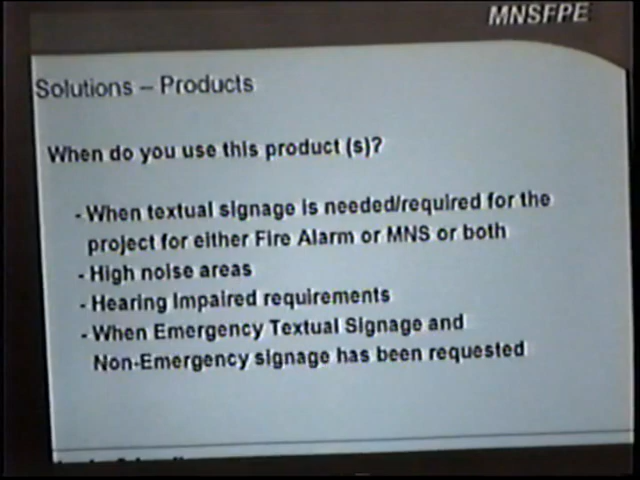 MNSFPE
Solutions – Products
When do you use this product (s)?
- When textual signage is needed/required for the
project for either Fire Alarm or MNS or both
- High noise areas
- Hearing Impaired requirements
- When Emergency Textual Signage and
Non-Emergency signage has been requested